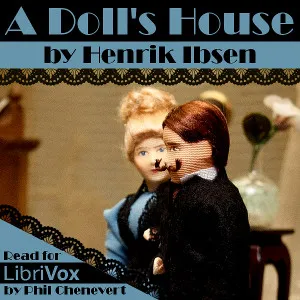 A Doll's House
by Henrik Ibsen
Read for
LibriVox
by Phil Chenevert